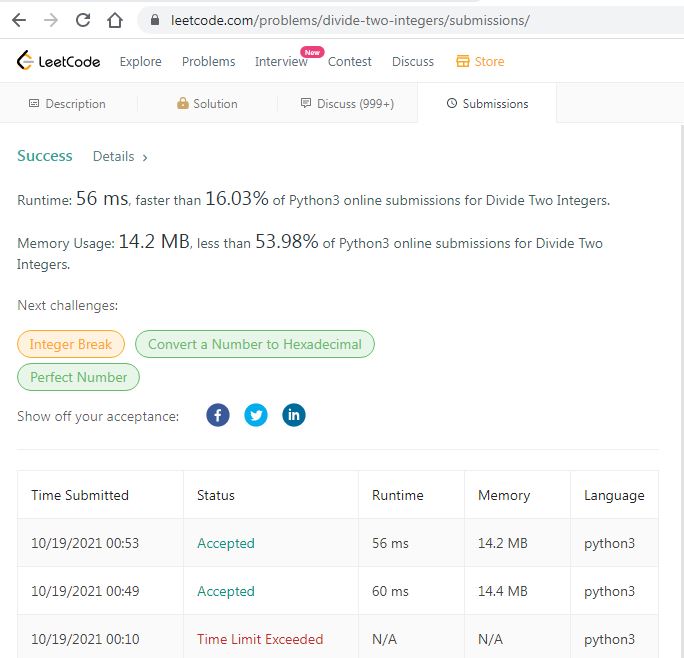 leetcode.com/problems/divide-two-integers/submissions/
LeetCode Explore Problems Interview New Contest Discuss Store
Description Solution Discuss (999+) Submissions
Success Details >
Runtime: 56 ms, faster than 16.03% of Python3 online submissions for Divide Two Integers.
Memory Usage: 14.2 MB, less than 53.98% of Python3 online submissions for Divide Two
Integers.
Next challenges:
Integer Break Convert a Number to Hexadecimal
Perfect Number
Show off your acceptance: f in
Time Submitted Status Runtime Memory Language
10/19/2021 00:53 Accepted 56 ms 14.2 MB python3
10/19/2021 00:49 Accepted 60 ms 14.4 MB python3
10/19/2021 00:10 Time Limit Exceeded N/A N/A python3